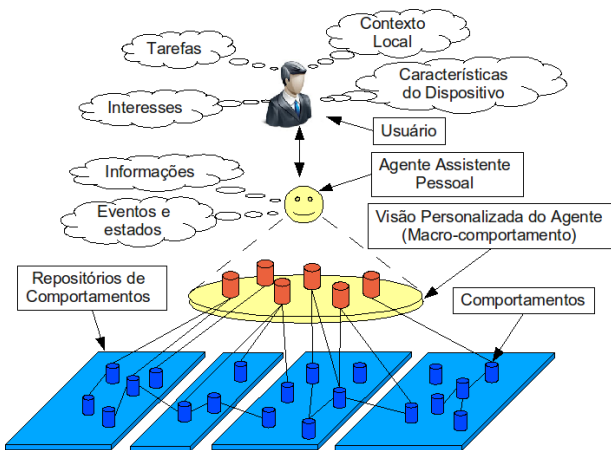 Contexto
Local
Tarefas
Características
do Dispositivo
Interesses
Usuário
Informações
Agente Assistente
Pessoal
Eventos e
estados
Visão Personalizada do Agente
(Macro-comportamento)
Repositórios de
Comportamentos
Comportamentos